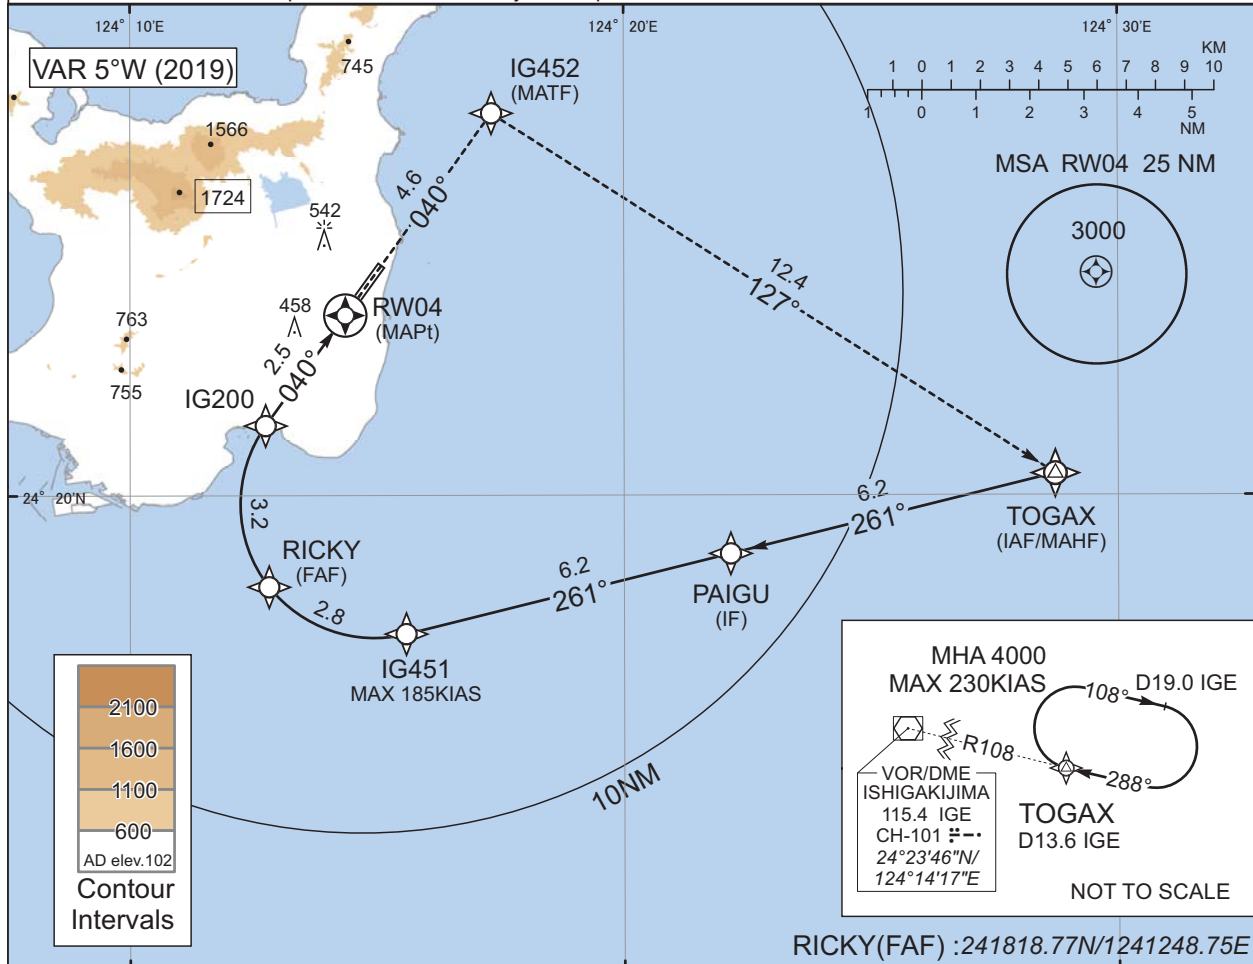 124° 10'E
124° 20'E
124° 30'E
VAR 5°W (2019)
745
IG452
(MATF)
KM
1 0 1 2 3 4 5 6 7 8 9 10
1 0 1 2 3 4 5
NM
1566
1724
542
4.6
040°
MSA RW04 25 NM
3000
12.4
127°
763
755
458
RW04
(MAPt)
2.5
040°
IG200
24° 20'N
3.2
6.2
261°
TOGAX
(IAF/MAHF)
RICKY
(FAF)
2.8
6.2
261°
PAIGU
(IF)
IG451
MAX 185KIAS
10NM
2100
1600
1100
600
AD elev.102
Contour
Intervals
MHA 4000
MAX 230KIAS
108°
D19.0 IGE
R108
288°
VOR/DME
ISHIGAKIJIMA
115.4 IGE
CH-101
24°23'46"N/
124°14'17"E
TOGAX
D13.6 IGE
NOT TO SCALE
RICKY(FAF) :241818.77N/1241248.75E